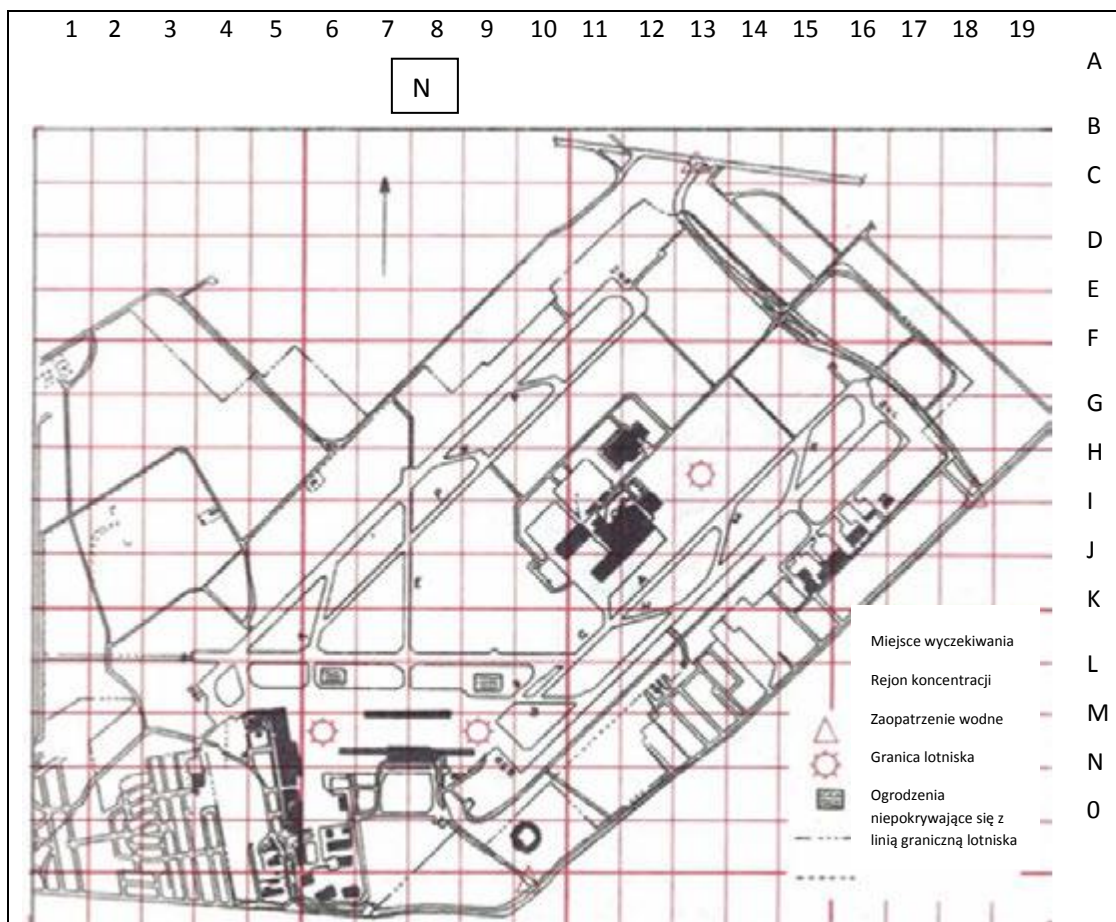 1 2 3 4 5 6 7 8 9 10 11 12 13 14 15 16 17 18 19
A
N
B
C
D
E
F
G
H
I
J
K
Miejsce wyczekiwania
L
Rejon koncentracji
M
Zaopatrzenie wodne
N
Granica lotniska
Ogrodzenia
0
niepokrywające się z
linią graniczną lotniska